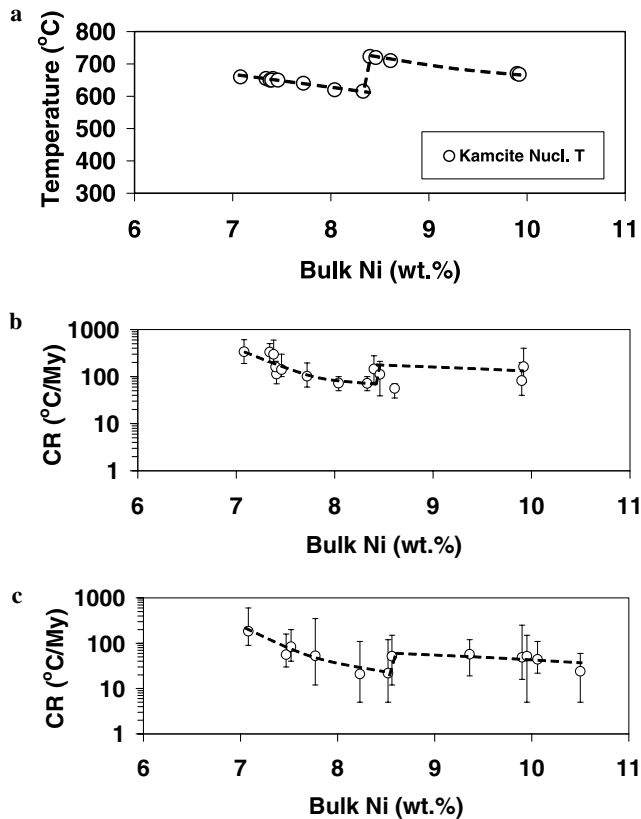 a
Temperature (°C)
800
700
600
500
400
300
Kamcite Nucl. T
6 7 8 9 10 11
Bulk Ni (wt.%)
b
CR (°C/My)
1000
100
10
1
6 7 8 9 10 11
Bulk Ni (wt.%)
c
CR (°C/My)
1000
100
10
1
6 7 8 9 10 11
Bulk Ni (wt.%)